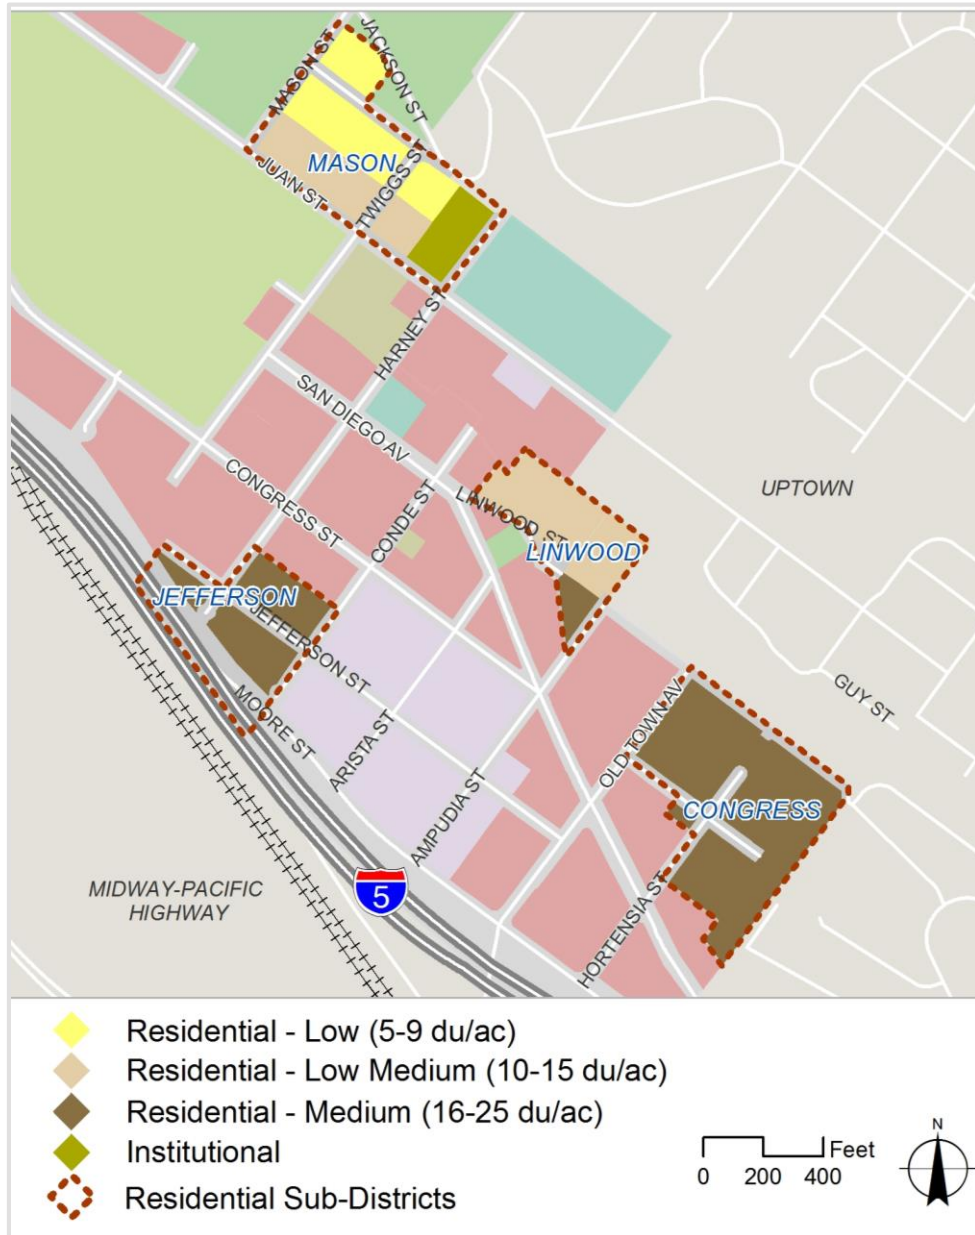 JACKSON ST
MASON ST
MASON
JUAN ST
TWIGGS ST
HARNEY ST
SAN DIEGO AV
CONGRESS ST
CONDE ST
LINWOOD ST
LINWOOD
UPTOWN
JEFFERSON
JEFFERSON ST
MOORE ST
ARISTA ST
AMPUDIA ST
OLD TOWN AV
GUY ST
CONGRESS
HORTENSIA ST
MIDWAY-PACIFIC
HIGHWAY
5
Residential - Low (5-9 du/ac)
Residential - Low Medium (10-15 du/ac)
Residential - Medium (16-25 du/ac)
Institutional
Residential Sub-Districts
Feet
0 200 400
N